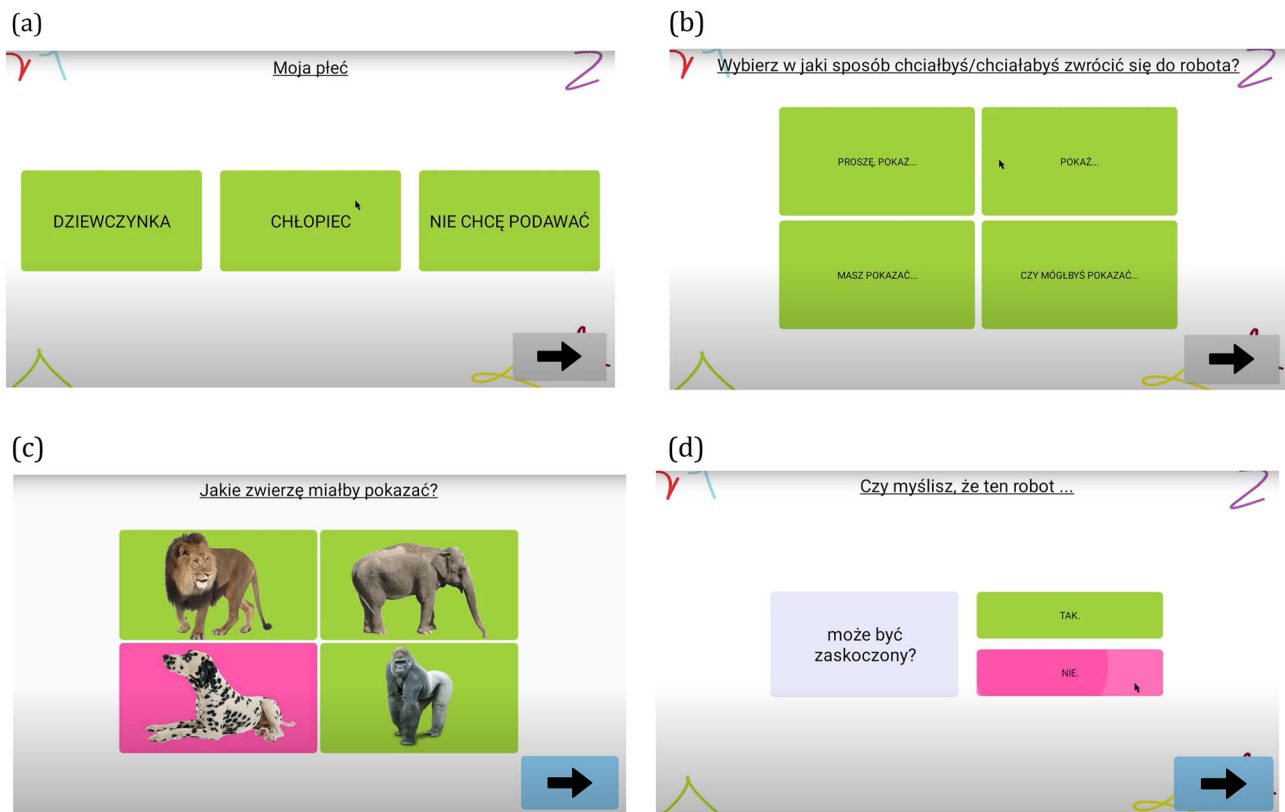 (a)
Moja płeć
DZIEWCZYNKA
CHŁOPIEC
NIE CHCĘ PODAWAĆ
(b)
Wybierz w jaki sposób chciałbyś/chciałabyś zwrócić się do robota?
PROSZĘ, POKAŻ...
POKAŻ...
MASZ POKAZAĆ...
CZY MÓGŁBYŚ POKAZAĆ...
(c)
Jakie zwierzę miałby pokazać?
(d)
Czy myślisz, że ten robot ...
może być
zaskoczony?
TAK.
NIE.